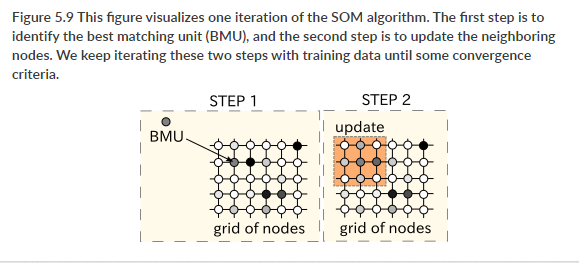 Figure 5.9 This figure visualizes one iteration of the SOM algorithm. The first step is to
identify the best matching unit (BMU), and the second step is to update the neighboring
nodes. We keep iterating these two steps with training data until some convergence
criteria.
STEP 1
STEP 2
BMU
update
grid of nodes
grid of nodes